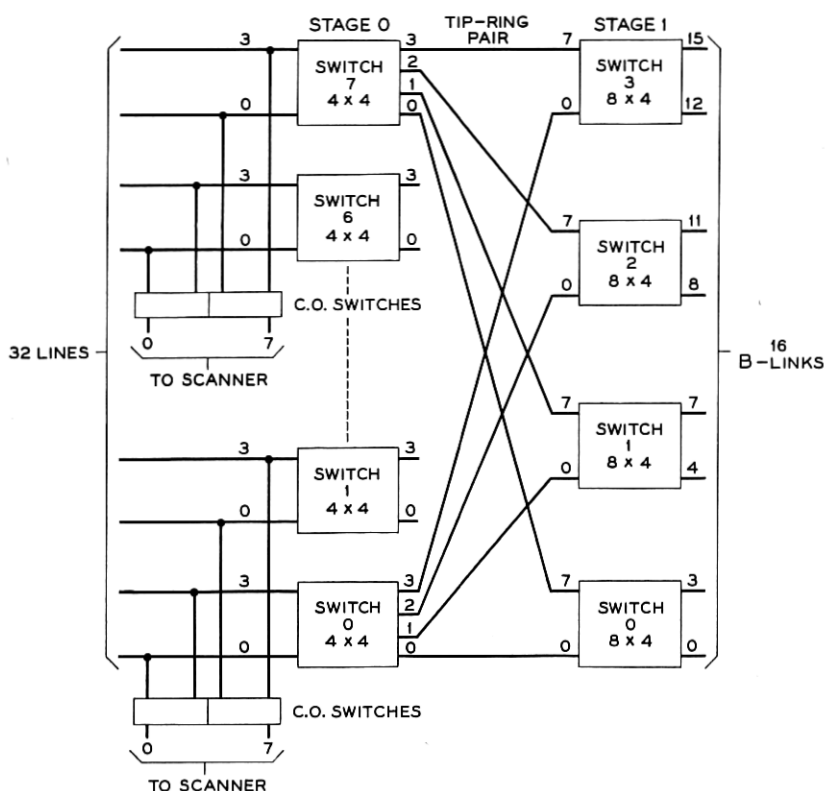 STAGE 0
TIP-RING
PAIR
STAGE 1
3
3
7
15
SWITCH
7
4 x 4
2
1
0
0
SWITCH
3
8 x 4
0
12
3
3
SWITCH
6
4 x 4
0
0
7
11
SWITCH
2
8 x 4
0
8
C.O. SWITCHES
0
7
TO SCANNER
32 LINES
16
B-LINKS
7
7
SWITCH
1
8 x 4
0
4
3
3
SWITCH
1
4 x 4
0
0
3
3
SWITCH
0
4 x 4
2
1
0
0
7
3
SWITCH
0
8 x 4
0
0
C.O. SWITCHES
0
7
TO SCANNER